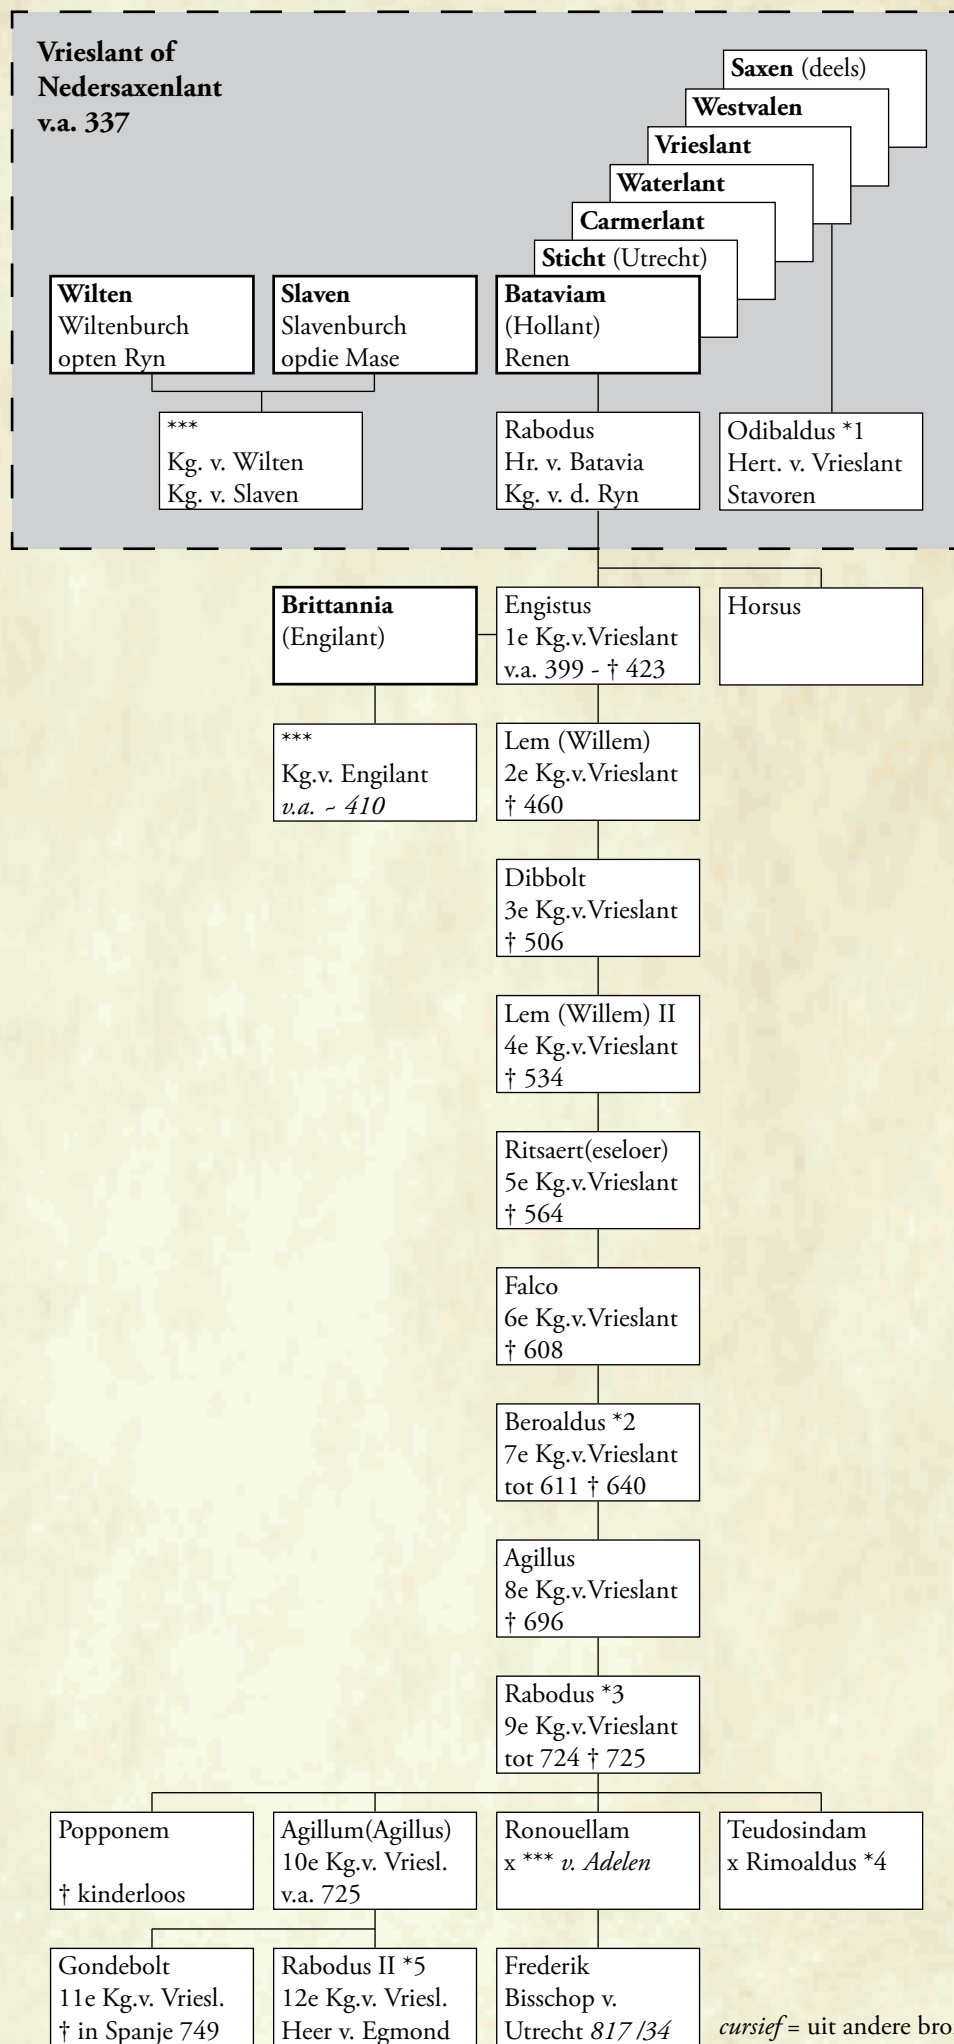 Vrieslant of
Nedersaxenlant
v.a. 337
Saxen (deels)
Westvalen
Vrieslant
Waterlant
Carmerlant
Sticht (Utrecht)
Wilten
Wiltenburch
opten Ryn
Slaven
Slavenburch
opdie Mase
Bataviam
(Hollant)
Renen
***
Kg. v. Wilten
Kg. v. Slaven
Rabodus
Hr. v. Batavia
Kg. v. d. Ryn
Odibaldus *1
Hert. v. Vrieslant
Stavoren
Brittannia
(Engilant)
Engistus
1e Kg.v.Vrieslant
v.a. 399 - † 423
Horsus
***
Kg.v. Engilant
v.a. ~ 410
Lem (Willem)
2e Kg.v.Vrieslant
† 460
Dibbolt
3e Kg.v.Vrieslant
† 506
Lem (Willem) II
4e Kg.v.Vrieslant
† 534
Ritsaert(eseloer)
5e Kg.v.Vrieslant
† 564
Falco
6e Kg.v.Vrieslant
† 608
Beroaldus *2
7e Kg.v.Vrieslant
tot 611 † 640
Agillus
8e Kg.v.Vrieslant
† 696
Rabodus *3
9e Kg.v.Vrieslant
tot 724 † 725
Popponem
† kinderloos
Agillum(Agillus)
10e Kg.v. Vriesl.
v.a. 725
Ronouellam
x *** v. Adelen
Teudosindam
x Rimoaldus *4
Gondebolt
11e Kg.v. Vriesl.
† in Spanje 749
Rabodus II *5
12e Kg.v. Vriesl.
Heer v. Egmond
Frederik
Bisschop v.
Utrecht 817 /34
cursief = uit andere bro